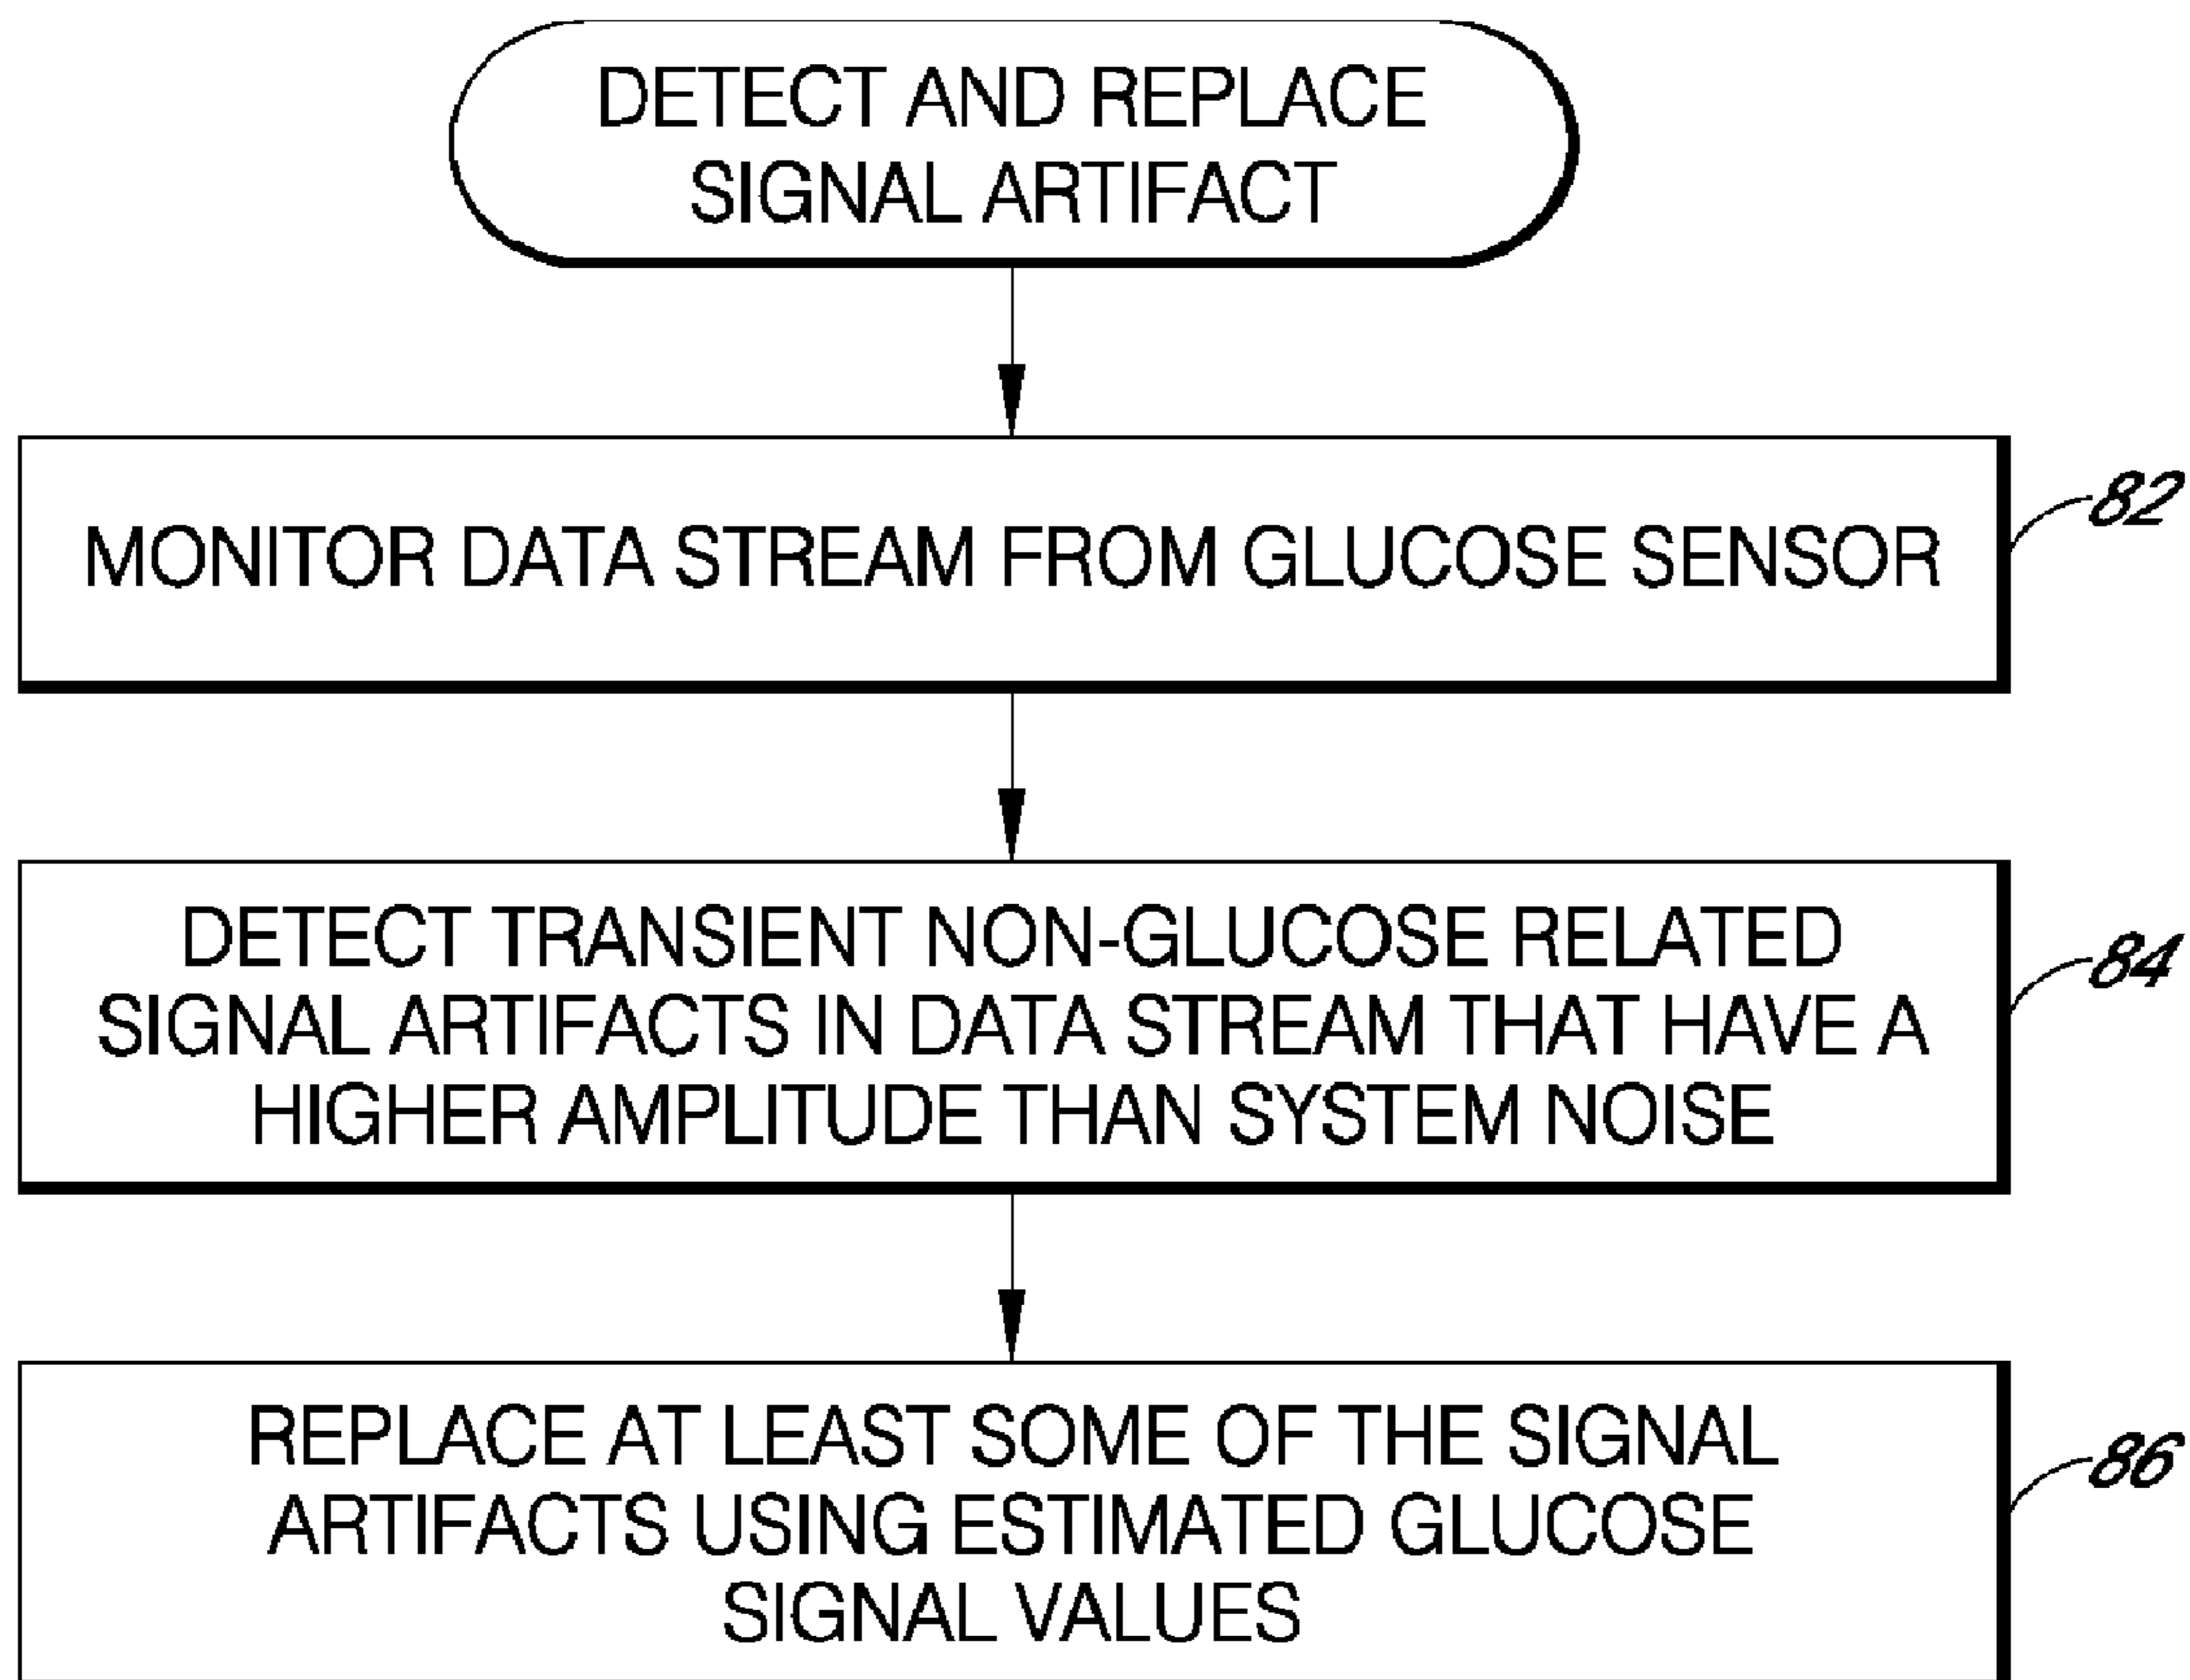 DETECT AND REPLACE
SIGNAL ARTIFACT
MONITOR DATA STREAM FROM GLUCOSE SENSOR
82
DETECT TRANSIENT NON-GLUCOSE RELATED
SIGNAL ARTIFACTS IN DATA STREAM THAT HAVE A
HIGHER AMPLITUDE THAN SYSTEM NOISE
84
REPLACE AT LEAST SOME OF THE SIGNAL
ARTIFACTS USING ESTIMATED GLUCOSE
SIGNAL VALUES
86